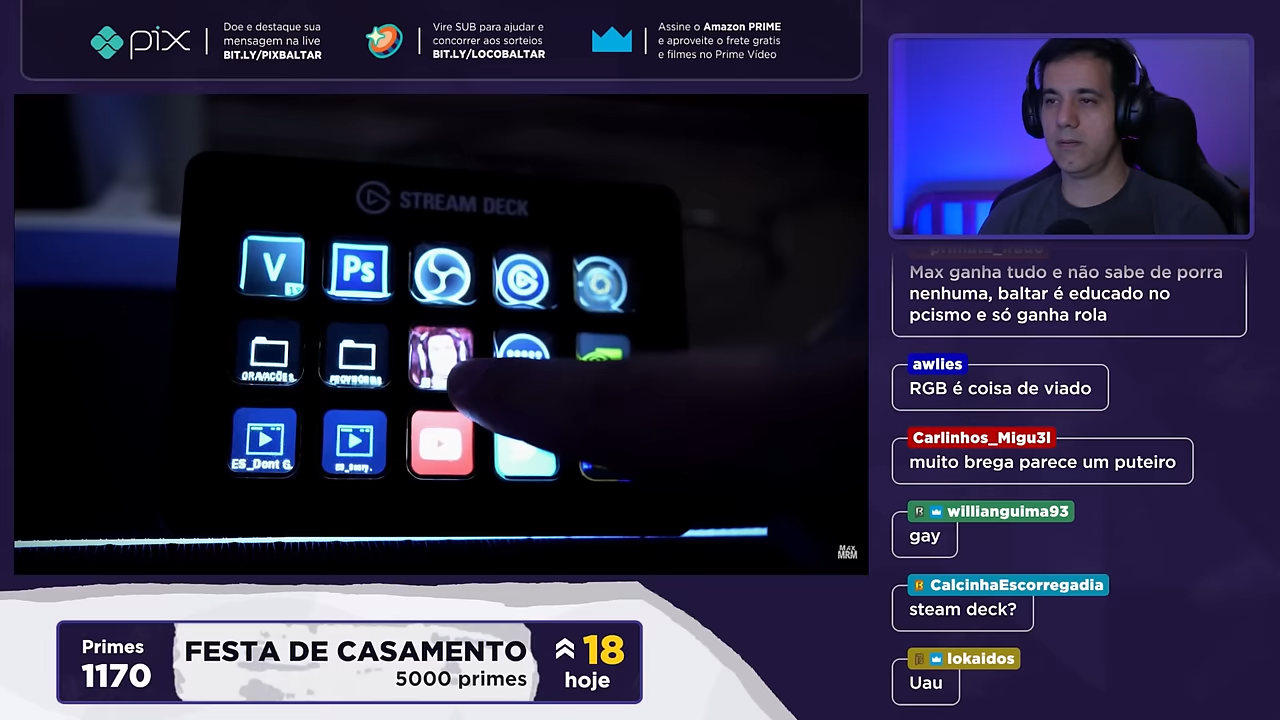 pix
Doe e destaque sua
mensagem na live
BIT.LY/PIXBALTAR
Vire SUB para ajudar e
concorrer aos sorteios
BIT.LY/LOCOBALTAR
Assine o Amazon PRIME
e aproveite o frete gratis
e filmes no Prime Vídeo
STREAM DECK
V
Ps
GRAVAÇÕES
ES_Dont G.
MAX
MRM
Max ganha tudo e não sabe de porra
nenhuma, baltar é educado no
pcismo e só ganha rola
awlies
RGB é coisa de viado
Carlinhos_Migu3l
muito brega parece um puteiro
willianguima93
gay
CalcinhaEscorregadia
steam deck?
lokaidos
Uau
Primes
1170
FESTA DE CASAMENTO
5000 primes
18
hoje